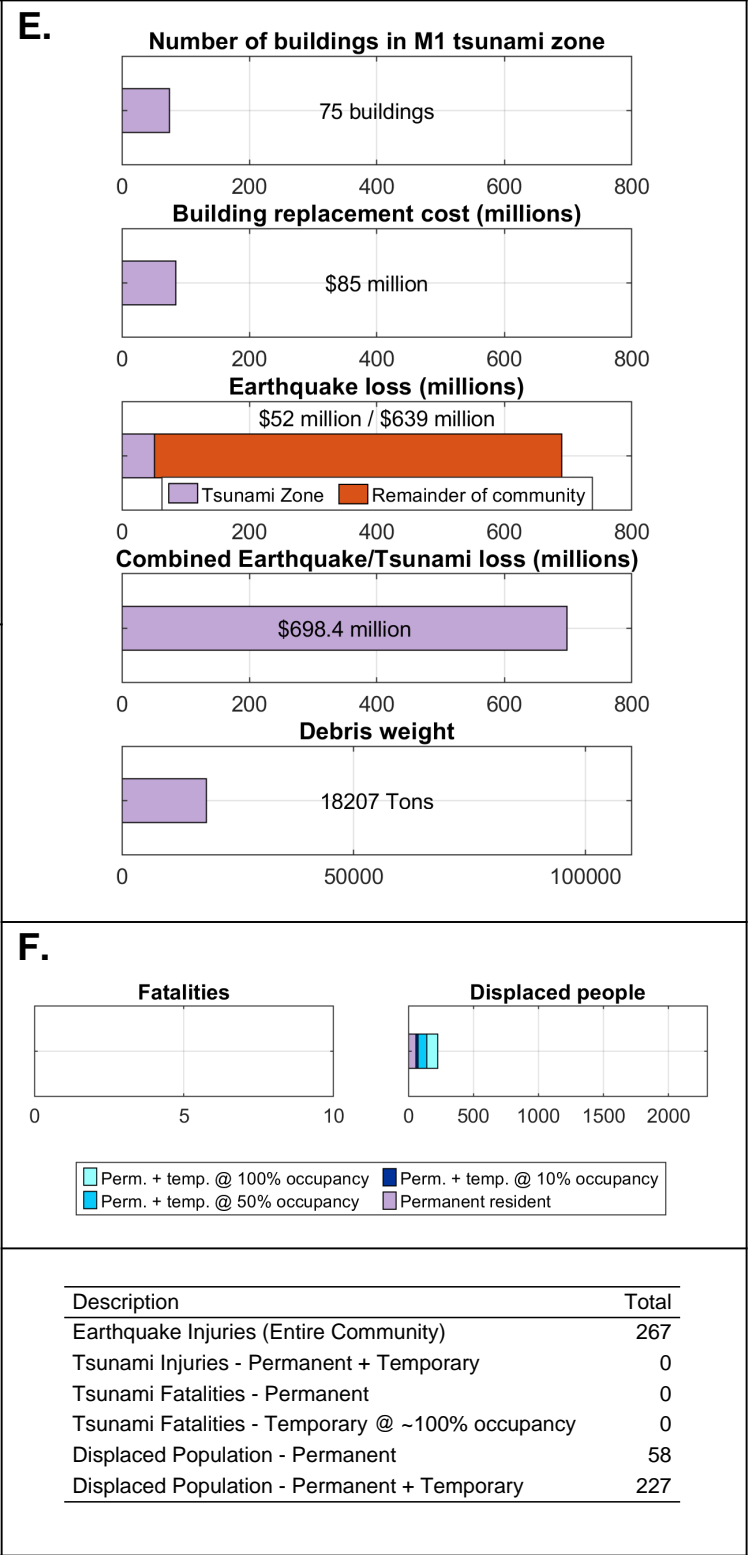 E.
Number of buildings in M1 tsunami zone
75 buildings
0 200 400 600 800
Building replacement cost (millions)
$85 million
0 200 400 600 800
Earthquake loss (millions)
$52 million / $639 million
Tsunami Zone Remainder of community
0 200 400 600 800
Combined Earthquake/Tsunami loss (millions)
$698.4 million
0 200 400 600 800
Debris weight
18207 Tons
0 50000 100000
F.
Fatalities Displaced people
0 5 10 0 500 1000 1500 2000
Perm. + temp. @ 100% occupancy Perm. + temp. @ 10% occupancy
Perm. + temp. @ 50% occupancy Permanent resident
Description Total
Earthquake Injuries (Entire Community) 267
Tsunami Injuries - Permanent + Temporary 0
Tsunami Fatalities - Permanent 0
Tsunami Fatalities - Temporary @ ~100% occupancy 0
Displaced Population - Permanent 58
Displaced Population - Permanent + Temporary 227